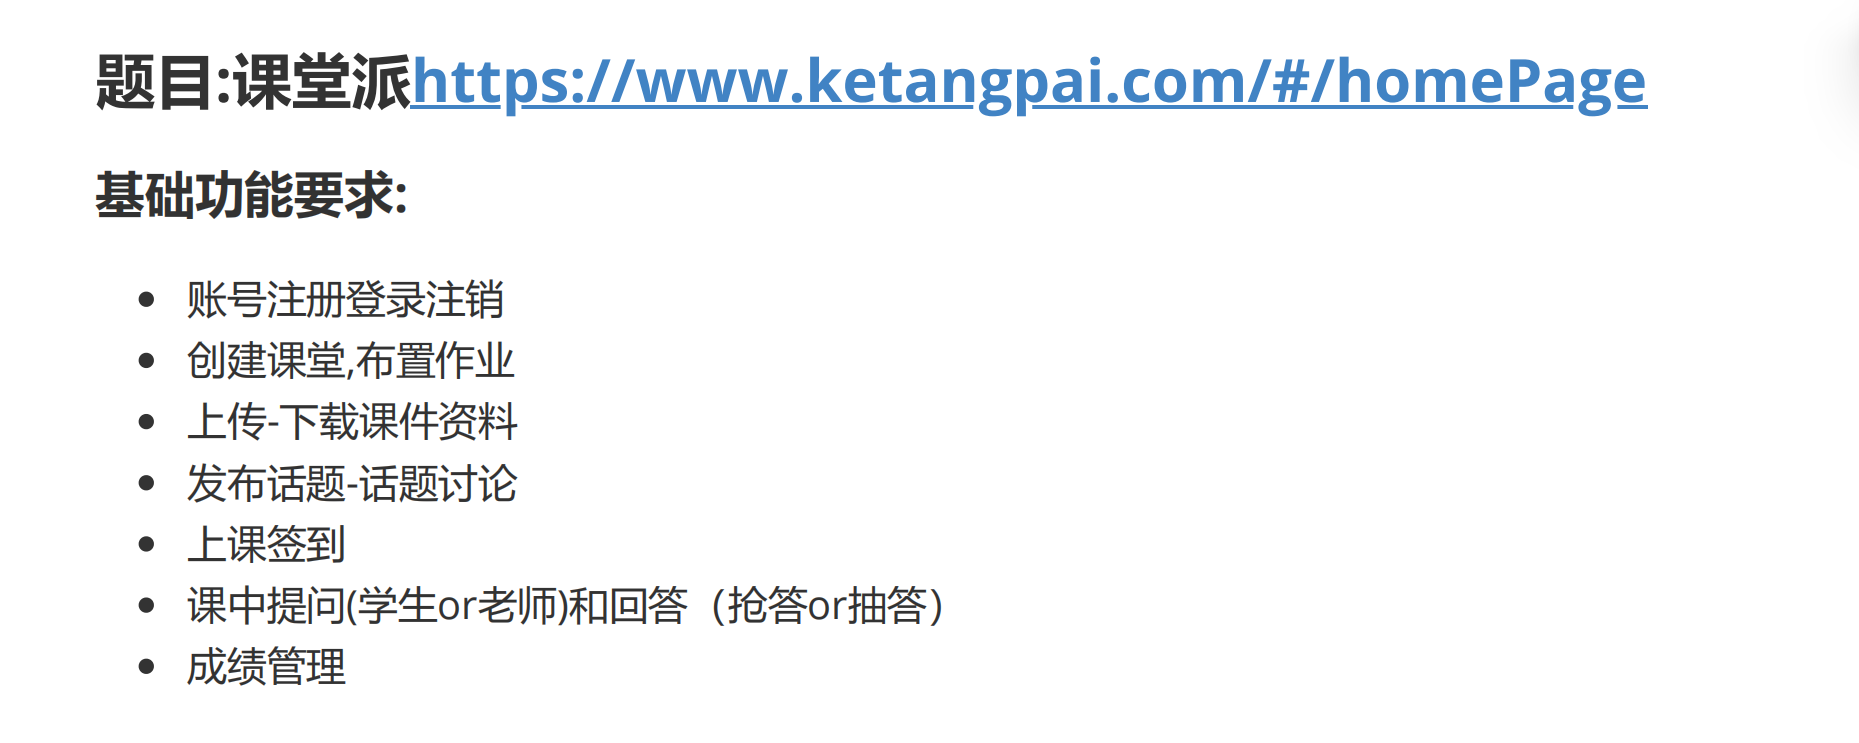 题目:课堂派https://www.ketangpai.com/#/homePage
基础功能要求:
账号注册登录注销
创建课堂,布置作业
上传-下载课件资料
发布话题-话题讨论
上课签到
课中提问(学生or老师)和回答（抢答or抽答）
成绩管理